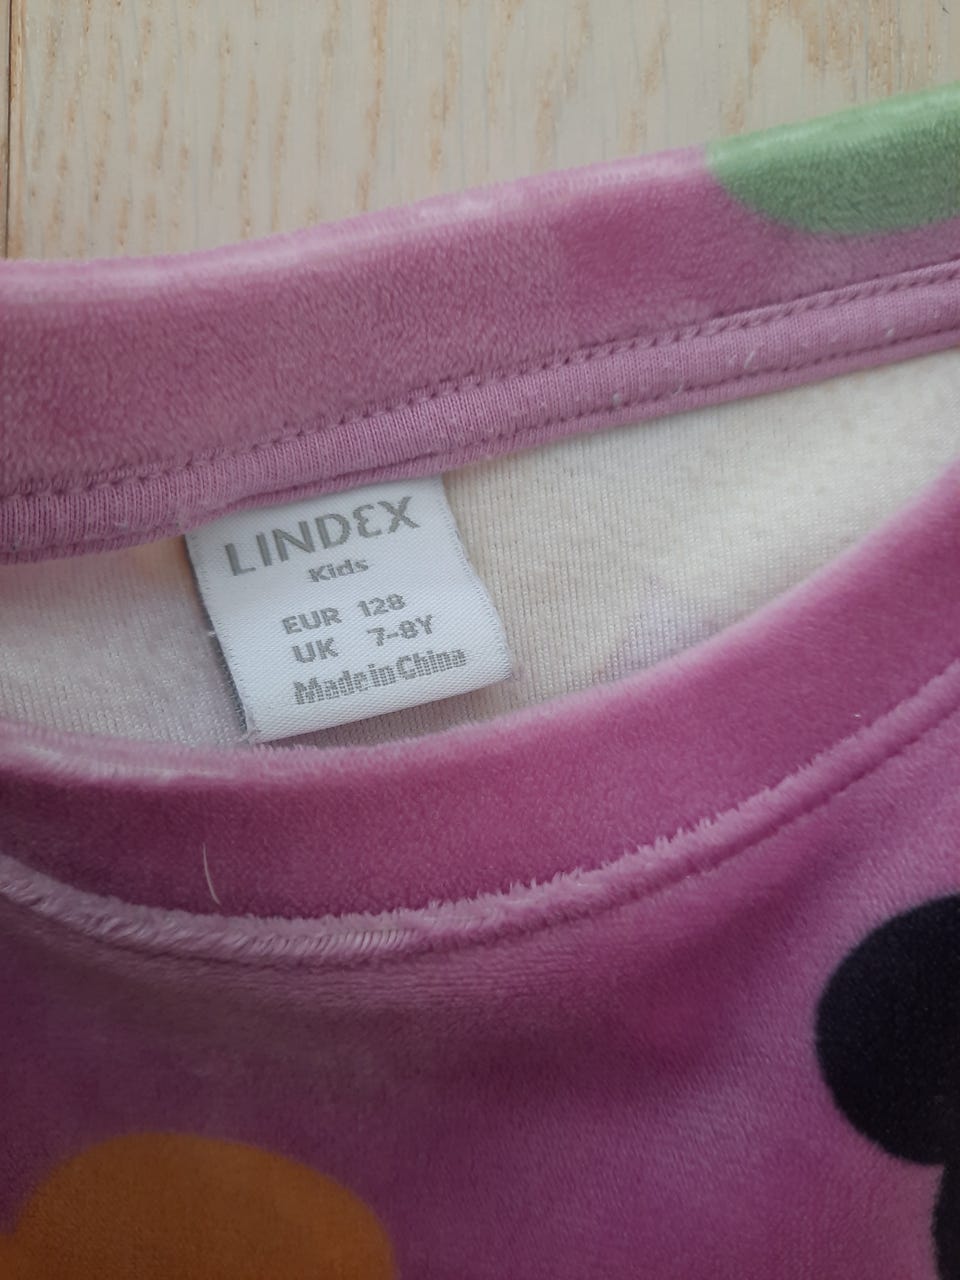 LINDEX
Kids
EUR 128
UK 7-8Y
Made in China